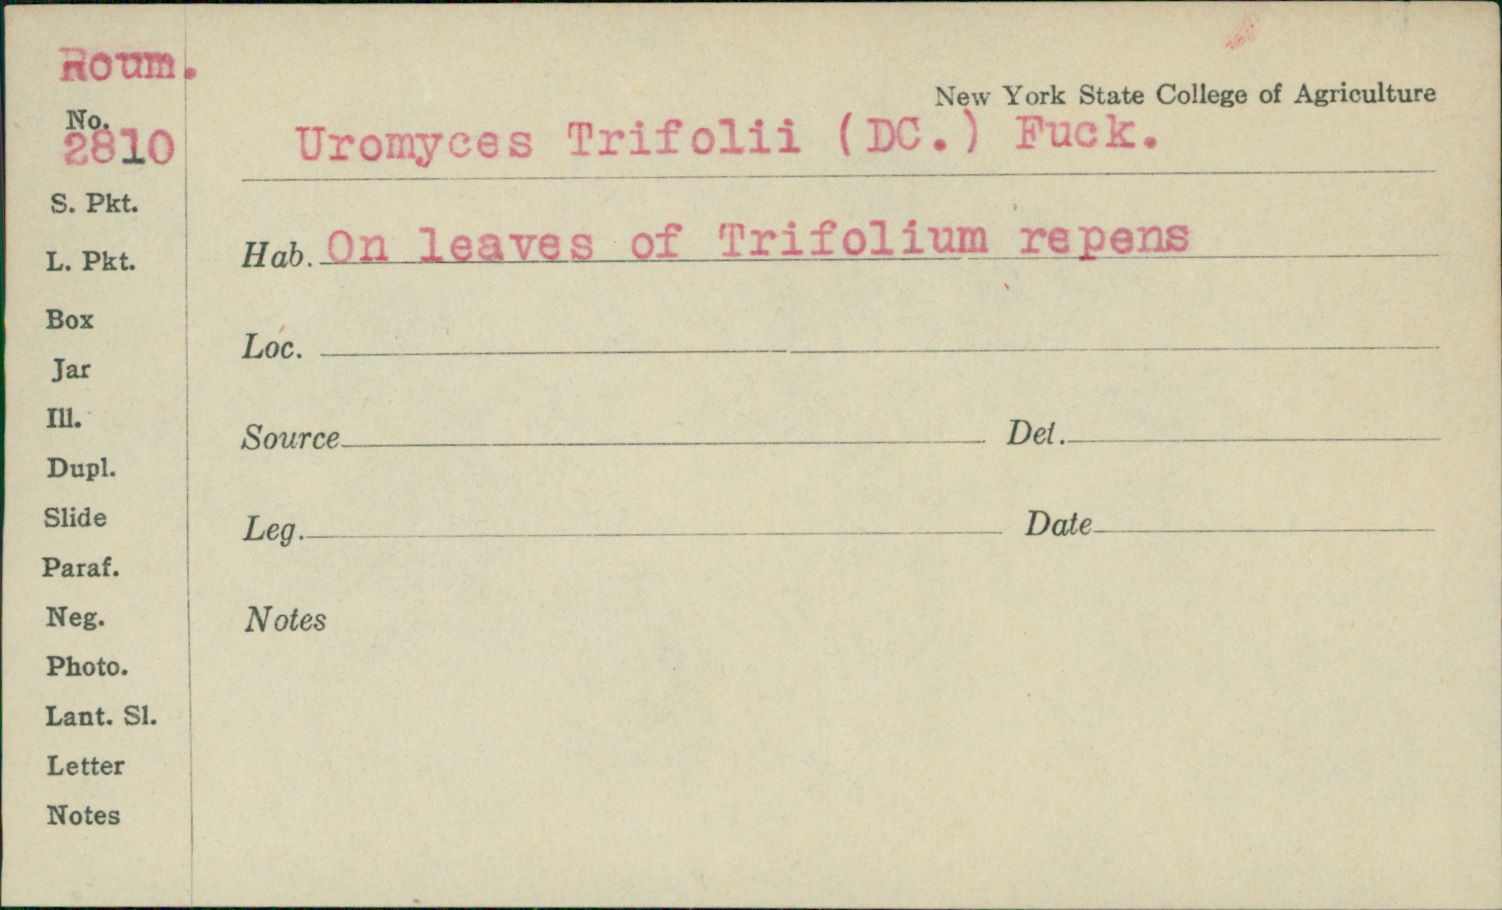 Roum.
New York State College of Agriculture
No.
2810
Uromyces Trifolii (DC.) Fuck.
S. Pkt.
Hab. On leaves of Trifolium repens
L. Pkt.
Box
Loc.
Jar
Ill.
Source Det.
Dupl.
Slide
Leg. Date
Paraf.
Neg.
Notes
Photo.
Lant. Sl.
Letter
Notes